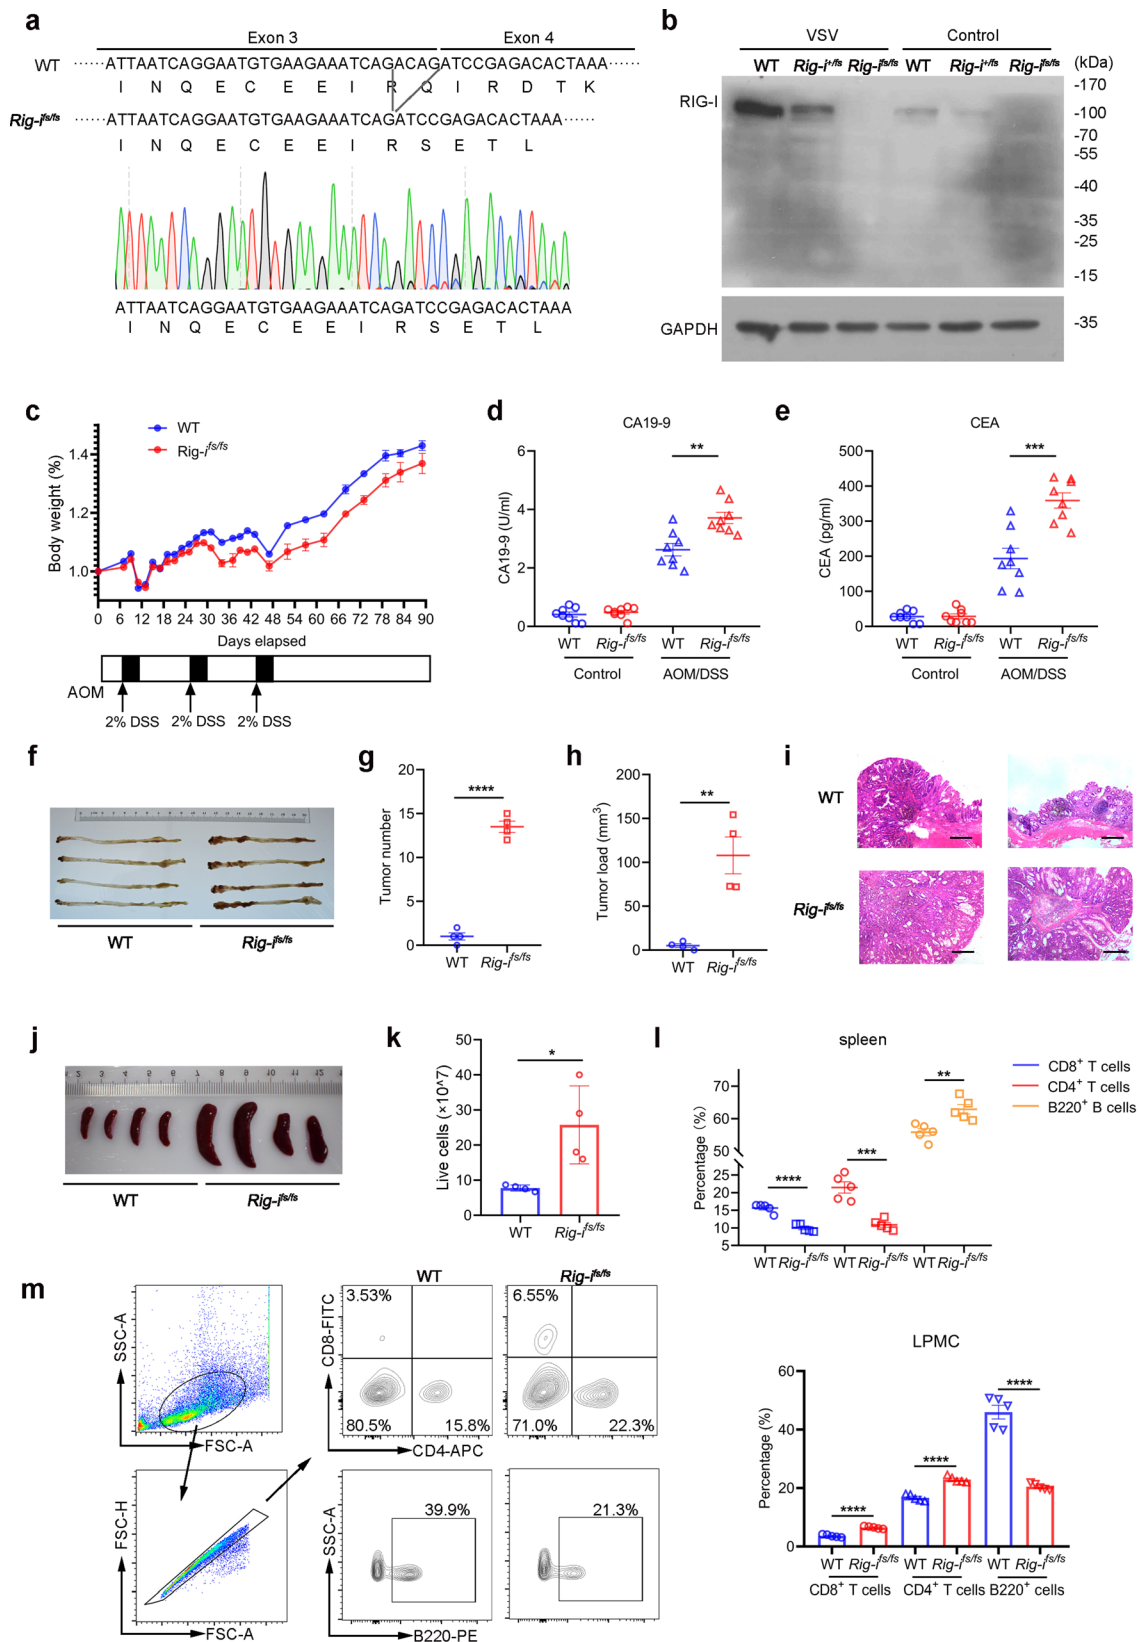 a
Exon 3 Exon 4
WT ······ATTAATCAGGAATGTGAAGAAATCAGACAGATCCGAGACACTAAA······
I N Q E C E E I R Q I R D T K
Rig-i^fs/fs ······ATTAATCAGGAATGTGAAGAAATCAGATCCGAGACACTAAA······
I N Q E C E E I R S E T L
ATTAATCAGGAATGTGAAGAAATCAGATCCGAGACACTAAA
I N Q E C E E I R S E T L
b
VSV Control
WT Rig-i^+/fs Rig-i^fs/fs WT Rig-i^+/fs Rig-i^fs/fs (kDa)
RIG-I
-170
-100
-70
-55
-40
-35
-25
-15
GAPDH -35
c
WT
Rig-i^fs/fs
Body weight (%)
1.4
1.2
1.0
0 6 12 18 24 30 36 42 48 54 60 66 72 78 84 90
Days elapsed
AOM
2% DSS 2% DSS 2% DSS
d
CA19-9
**
CA19-9 (U/ml)
6
4
2
0
WT Rig-i^fs/fs WT Rig-i^fs/fs
Control AOM/DSS
e
CEA
***
CEA (pg/ml)
500
400
300
200
100
0
WT Rig-i^fs/fs WT Rig-i^fs/fs
Control AOM/DSS
f
WT Rig-i^fs/fs
g
****
Tumor number
20
15
10
5
0
WT Rig-i^fs/fs
h
**
Tumor load (mm³)
200
150
100
50
0
WT Rig-i^fs/fs
i
WT
Rig-i^fs/fs
j
2 3 4 5 6 7 8 9 10 11 12
WT Rig-i^fs/fs
k
*
Live cells (×10^7)
50
40
30
20
10
0
WT Rig-i^fs/fs
l
spleen
CD8⁺ T cells
CD4⁺ T cells
B220⁺ B cells
Percentage (%)
70
60
50
25
20
15
10
5
**** *** **
WT Rig-i^fs/fs WT Rig-i^fs/fs WT Rig-i^fs/fs
m
SSC-A
FSC-A
FSC-H
FSC-A
WT Rig-i^fs/fs
CD8-FITC
3.53% 6.55%
80.5% 15.8% 71.0% 22.3%
CD4-APC
SSC-A
39.9% 21.3%
B220-PE
LPMC
Percentage (%)
60
40
20
0
**** **** ****
WT Rig-i^fs/fs WT Rig-i^fs/fs WT Rig-i^fs/fs
CD8⁺ T cells CD4⁺ T cells B220⁺ cells